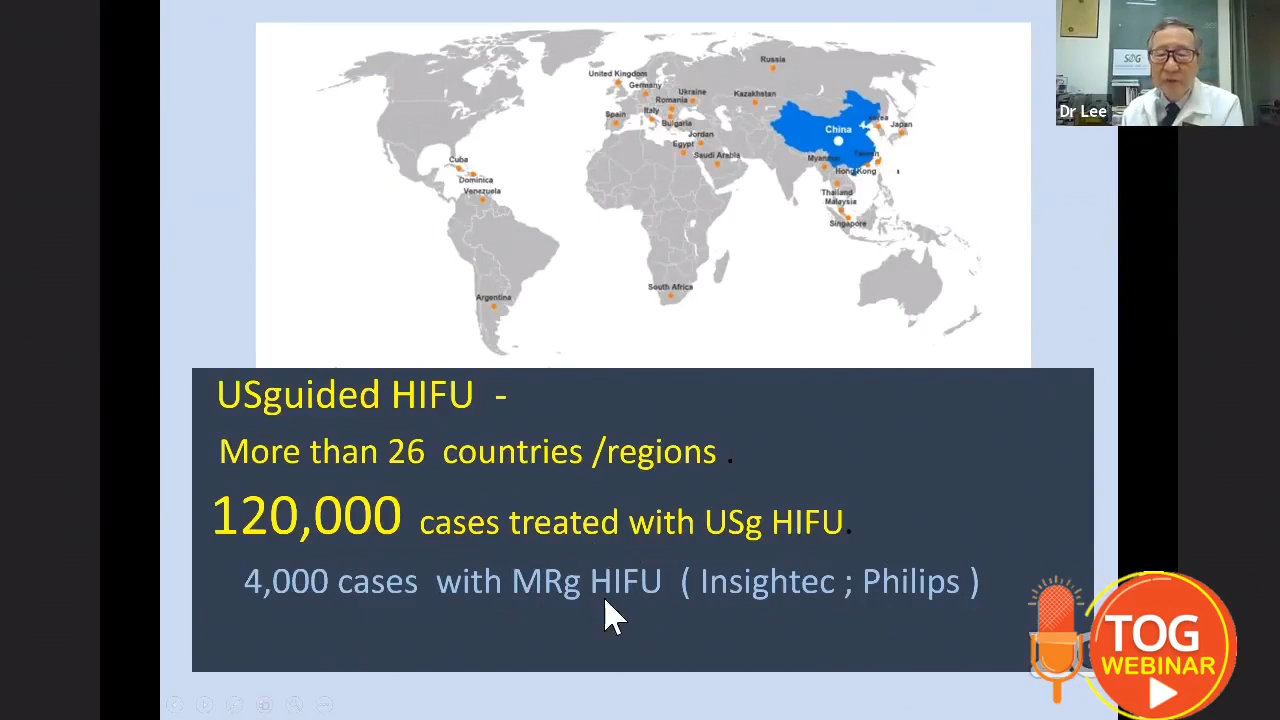 Russia
United Kingdom
Germany
Ukraine
Kazakhstan
Romania
Italy
Spain
Bulgaria
Japan
China
Jordan
Egypt
Saudi Arabia
Myanmar
Hong Kong
Cuba
Dominica
Venezuela
Thailand
Malaysia
Singapore
South Africa
Argentina
SOG
Dr Lee
USguided HIFU -
More than 26 countries /regions .
120,000 cases treated with USg HIFU.
4,000 cases with MRg HIFU ( Insightec ; Philips )
TOG
WEBINAR